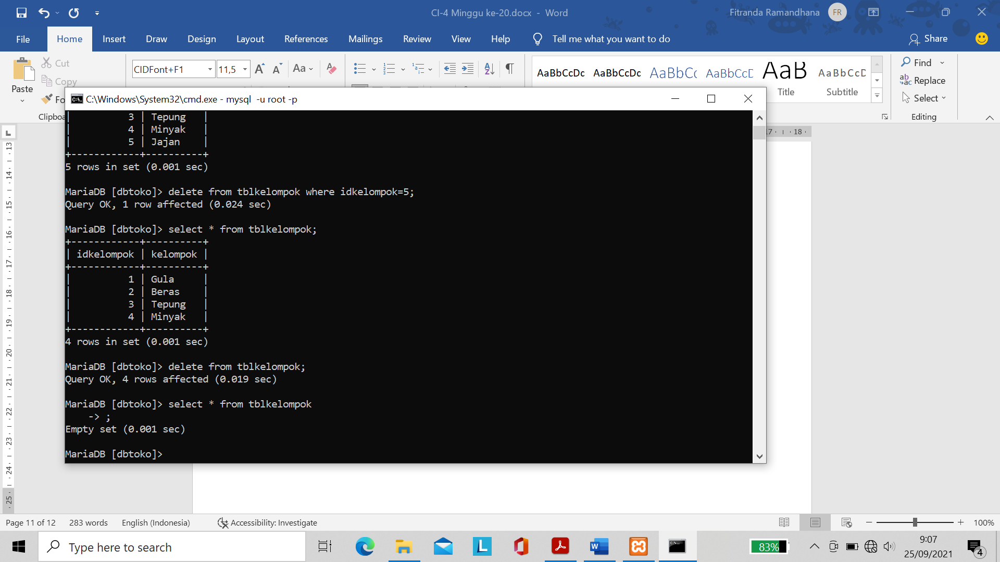 CI-4 Minggu ke-20.docx - Word
Fitranda Ramandhana
FR
File Home Insert Draw Design Layout References Mailings Review View Help Tell me what you want to do Share
Cut
Copy
Paste
CIDFont+F1 11,5
Aa
AaBbCcDc AaBbCcDc AaBbCc AaBbCcD AaB AaBbCcD
Title Subtitle
Find
Replace
Select
Editing
C:\Windows\System32\cmd.exe - mysql -u root -p
| 3 | Tepung |
| 4 | Minyak |
| 5 | Jajan |
+------------+----------+
5 rows in set (0.001 sec)
MariaDB [dbtoko]> delete from tblkelompok where idkelompok=5;
Query OK, 1 row affected (0.024 sec)
MariaDB [dbtoko]> select * from tblkelompok;
+------------+----------+
| idkelompok | kelompok |
+------------+----------+
| 1 | Gula |
| 2 | Beras |
| 3 | Tepung |
| 4 | Minyak |
+------------+----------+
4 rows in set (0.001 sec)
MariaDB [dbtoko]> delete from tblkelompok;
Query OK, 4 rows affected (0.019 sec)
MariaDB [dbtoko]> select * from tblkelompok
-> ;
Empty set (0.001 sec)
MariaDB [dbtoko]>
18
13
14
15
16
17
18
19
20
21
22
23
24
25
Page 11 of 12 283 words English (Indonesia) Accessibility: Investigate 100%
Type here to search
83%
9:07
25/09/2021
4